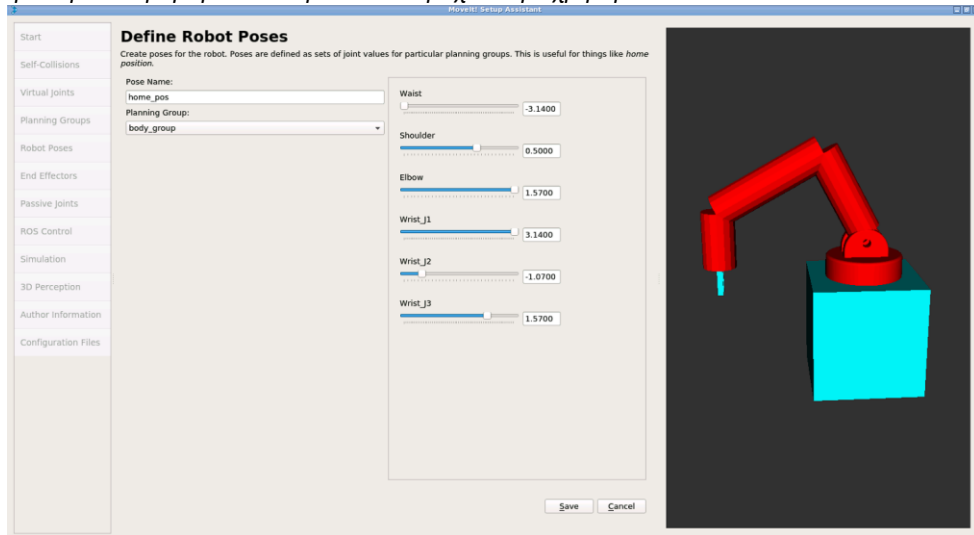 MoveIt! Setup Assistant
Start
Self-Collisions
Virtual Joints
Planning Groups
Robot Poses
End Effectors
Passive Joints
ROS Control
Simulation
3D Perception
Author Information
Configuration Files
Define Robot Poses
Create poses for the robot. Poses are defined as sets of joint values for particular planning groups. This is useful for things like home
position.
Pose Name:
home_pos
Planning Group:
body_group
Waist
-3.1400
Shoulder
0.5000
Elbow
1.5700
Wrist_J1
3.1400
Wrist_J2
-1.0700
Wrist_J3
1.5700
Save Cancel